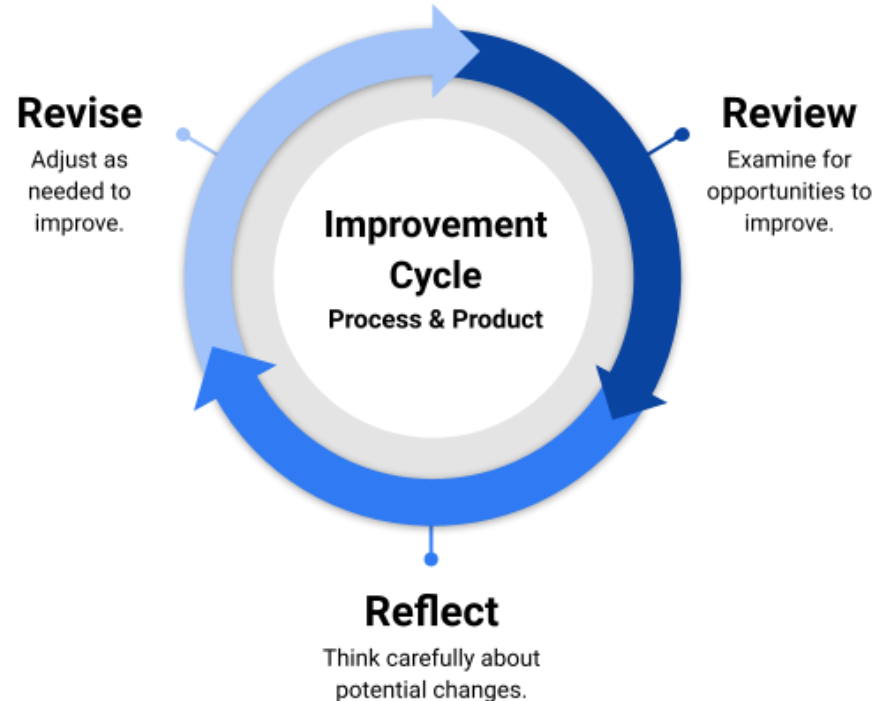 Revise
Adjust as
needed to
improve.
Review
Examine for
opportunities to
improve.
Improvement
Cycle
Process & Product
Reflect
Think carefully about
potential changes.